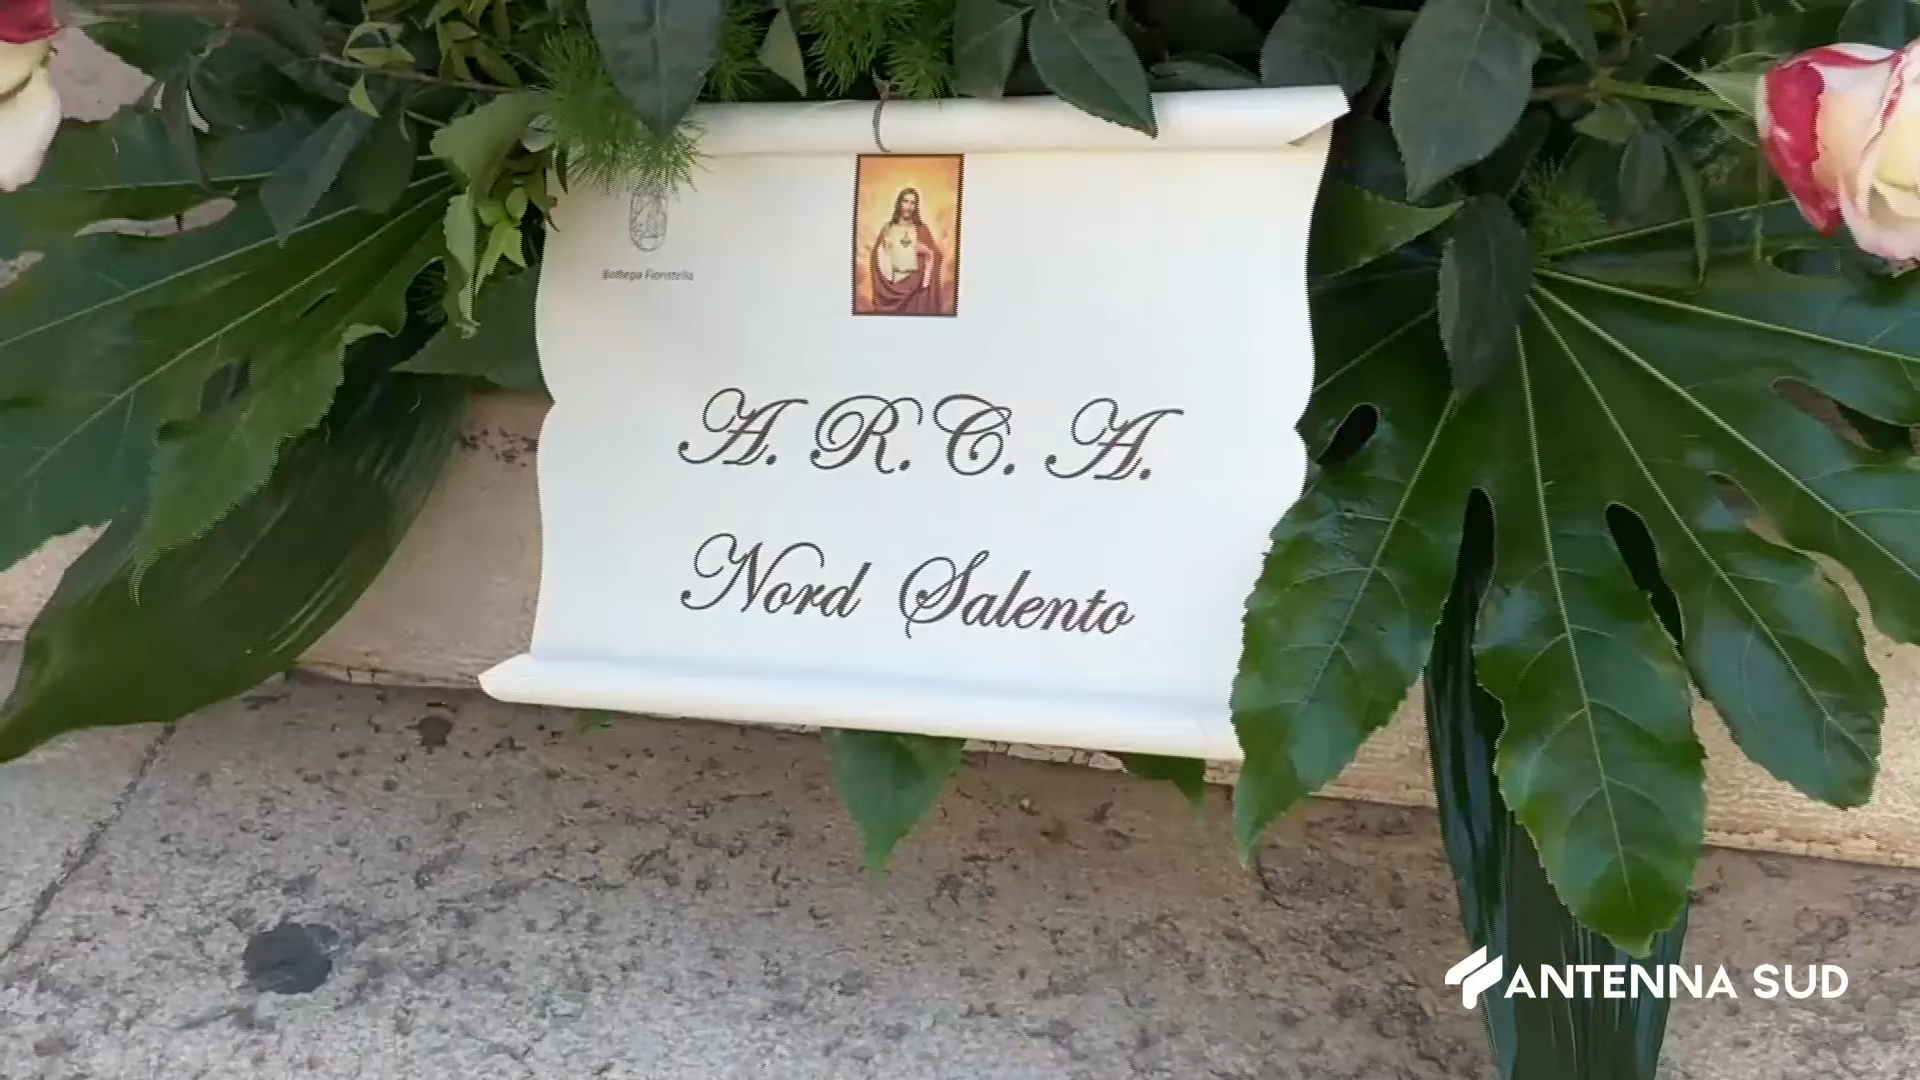 Bottega Fioristella
A. R. C. A.
Nord Salento
ANTENNA SUD